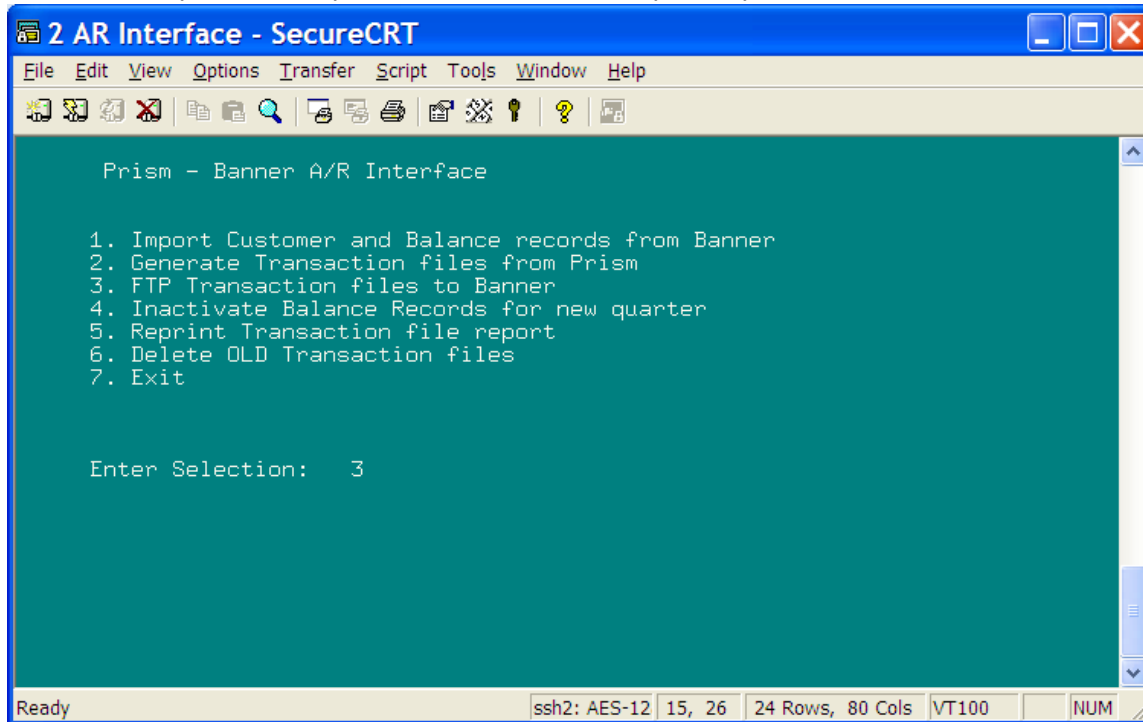 2 AR Interface - SecureCRT
File Edit View Options Transfer Script Tools Window Help
Prism - Banner A/R Interface
1. Import Customer and Balance records from Banner
2. Generate Transaction files from Prism
3. FTP Transaction files to Banner
4. Inactivate Balance Records for new quarter
5. Reprint Transaction file report
6. Delete OLD Transaction files
7. Exit
Enter Selection: 3
Ready ssh2: AES-12 15, 26 24 Rows, 80 Cols VT100 NUM